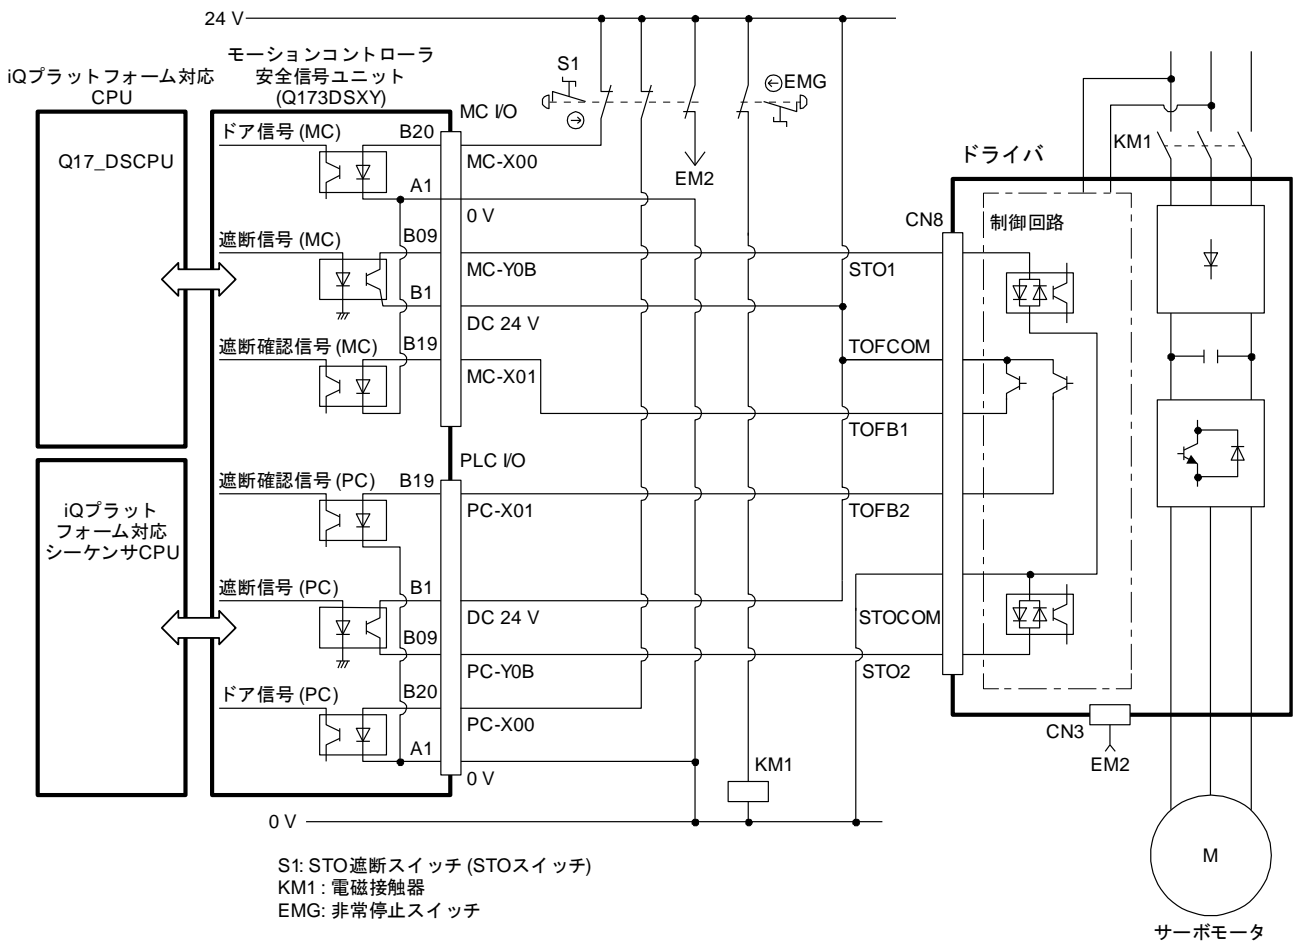 24 V
iQプラットフォーム対応
CPU
Q17_DSCPU
iQプラット
フォーム対応
シーケンサCPU
モーションコントローラ
安全信号ユニット
(Q173DSXY)
MC I/O
ドア信号 (MC)
B20
MC-X00
A1
0 V
遮断信号 (MC)
B09
MC-Y0B
B1
DC 24 V
遮断確認信号 (MC)
B19
MC-X01
PLC I/O
遮断確認信号 (PC)
B19
PC-X01
遮断信号 (PC)
B1
DC 24 V
B09
PC-Y0B
ドア信号 (PC)
B20
PC-X00
A1
0 V
0 V
S1
EMG
EM2
KM1
STO1
TOFCOM
TOFB1
TOFB2
STOCOM
STO2
ドライバ
CN8
制御回路
KM1
CN3
EM2
M
サーボモータ
S1: STO遮断スイッチ (STOスイッチ)
KM1 : 電磁接触器
EMG: 非常停止スイッチ